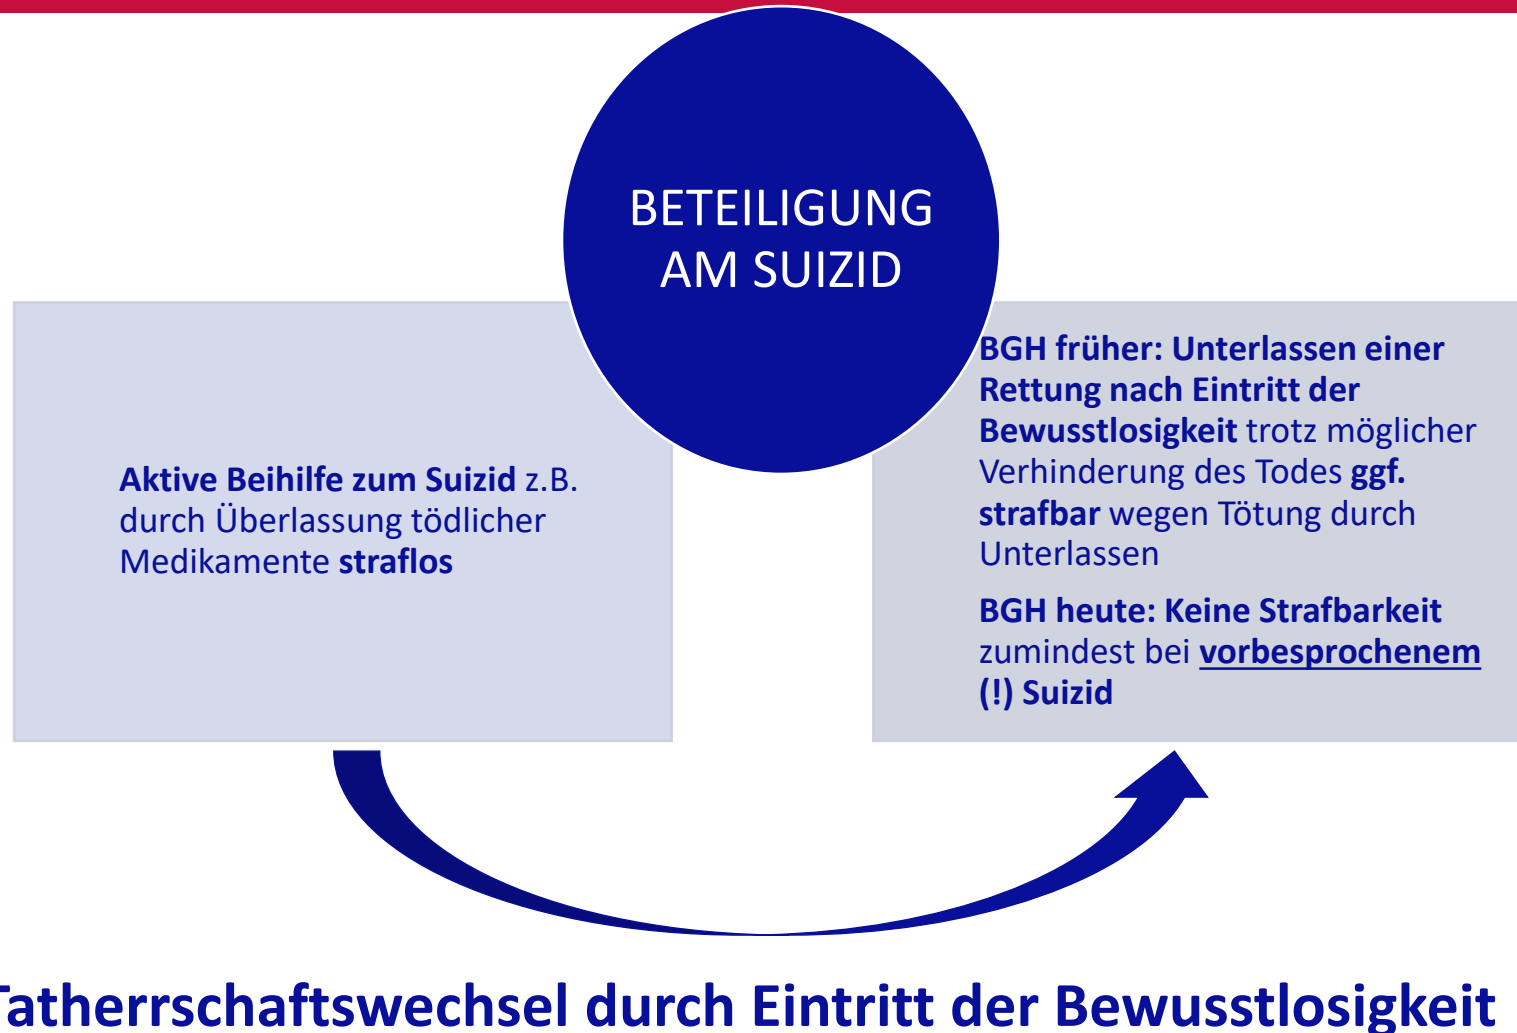 BETEILIGUNG
AM SUIZID
Aktive Beihilfe zum Suizid z.B.
durch Überlassung tödlicher
Medikamente straflos
BGH früher: Unterlassen einer
Rettung nach Eintritt der
Bewusstlosigkeit trotz möglicher
Verhinderung des Todes ggf.
strafbar wegen Tötung durch
Unterlassen
BGH heute: Keine Strafbarkeit
zumindest bei vorbesprochenem
(!) Suizid
Tatherrschaftswechsel durch Eintritt der Bewusstlosigkeit